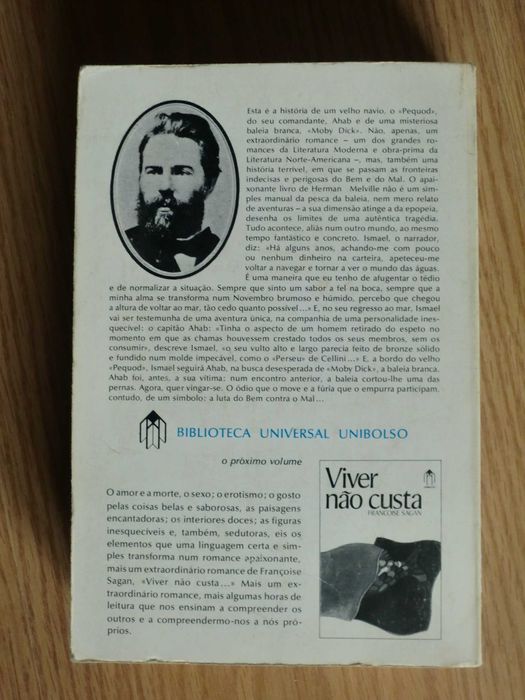 Esta é a história de um velho navio, o «Pequod»,
do seu comandante, Ahab e de uma misteriosa
baleia branca, «Moby Dick». Não, apenas, um
extraordinário romance – um dos grandes ro-
mances da Literatura Moderna e obra-prima da
Literatura Norte-Americana –, mas, também uma
história terrível, em que se passam as fronteiras
indecisas e perigosas do Bem e do Mal. O apai-
xonante livro de Herman Melville não é um sim-
ples manual da pesca da baleia, nem mero relato
de aventuras – a sua dimensão atinge a da epopeia,
desenha os limites de uma autêntica tragédia.
Tudo acontece, aliás num outro mundo, ao mesmo
tempo fantástico e concreto. Ismael, o narrador,
diz: «Há alguns anos, achando-me com pouco
ou nenhum dinheiro na carteira, apeteceu-me
voltar a navegar e tornar a ver o mundo das águas.
É uma maneira que eu tenho de afugentar o tédio
e de normalizar a situação. Sempre que sinto um sabor a fel na boca, sempre que a
minha alma se transforma num Novembro brumoso e húmido, percebo que chegou
a altura de voltar ao mar, tão cedo quanto possível...» E, no seu regresso ao mar, Ismael
vai ser testemunha de uma aventura única, na companhia de uma personalidade ines-
quecível: o capitão Ahab: «Tinha o aspecto de um homem retirado do espeto no
momento em que as chamas houvessem crestado todos os seus membros, sem os
consumir», descreve Ismael, «o seu vulto alto e largo parecia feito de bronze sólido
e fundido num molde impecável, como o «Perseu» de Cellini...» E, a bordo do velho
«Pequod», Ismael seguirá Ahab, na busca desesperada de «Moby Dick», a baleia branca.
Ahab foi, antes, a sua vítima: num encontro anterior, a baleia cortou-lhe uma das
pernas. Agora, quer vingar-se. O ódio que o move e a fúria que o empurra participam,
contudo, de um símbolo: a luta do Bem contra o Mal...
BIBLIOTECA UNIVERSAL UNIBOLSO
o próximo volume
O amor e a morte, o sexo; o erotismo; o gosto
pelas coisas belas e saborosas, as paisagens
encantadoras; os interiores doces; as figuras
inesquecíveis e, também, sedutoras, eis os
elementos que uma linguagem certa e sim-
ples transforma num romance apaixonante,
mais um extraordinário romance de Françoise
Sagan, «Viver não custa...» Mais um ex-
traordinário romance, mais algumas horas de
leitura que nos ensinam a compreender os
outros e a compreendermo-nos a nós pró-
prios.
Viver
não custa
FRANÇOISE SAGAN